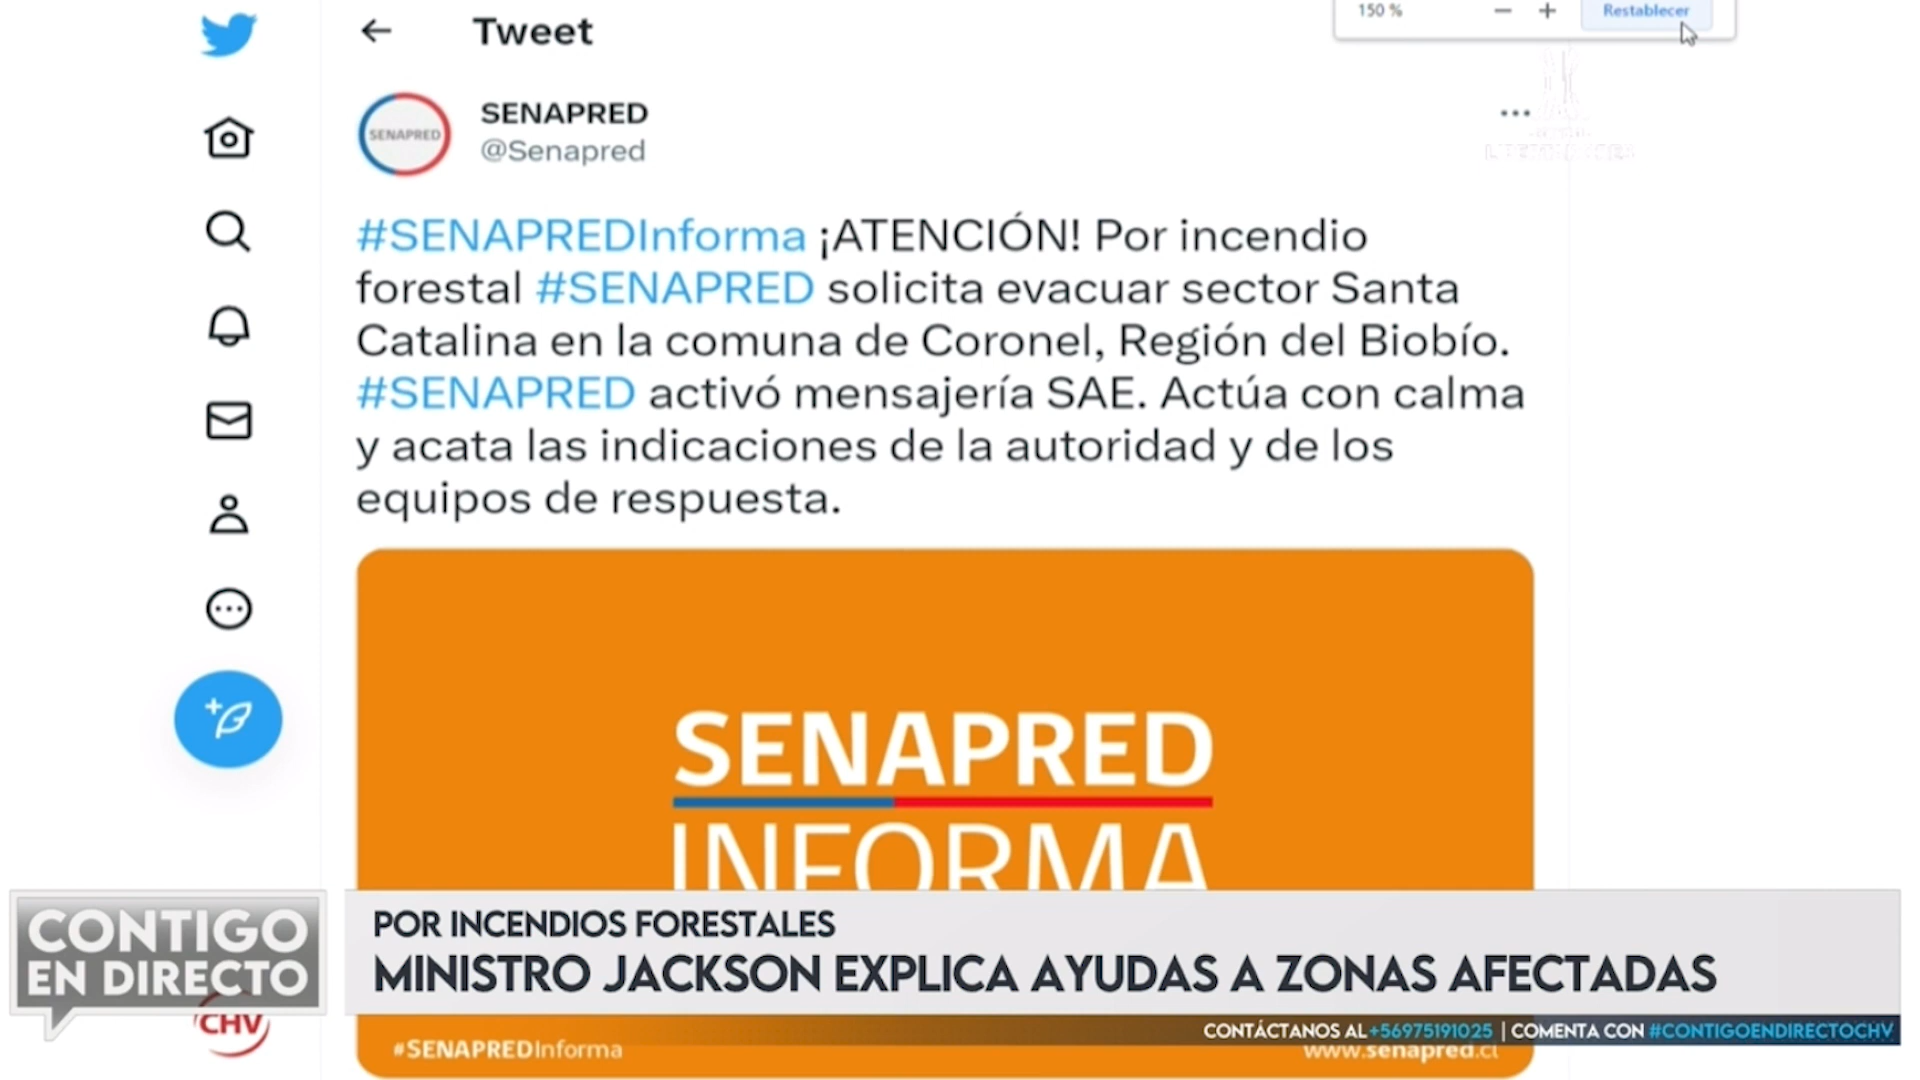 150 %
Restablecer
Tweet
SENAPRED
SENAPRED
@Senapred
#SENAPREDInforma ¡ATENCIÓN! Por incendio
forestal #SENAPRED solicita evacuar sector Santa
Catalina en la comuna de Coronel, Región del Biobío.
#SENAPRED activó mensajería SAE. Actúa con calma
y acata las indicaciones de la autoridad y de los
equipos de respuesta.
SENAPRED
INFORMA
CONTIGO
EN DIRECTO
CHV
POR INCENDIOS FORESTALES
MINISTRO JACKSON EXPLICA AYUDAS A ZONAS AFECTADAS
CONTÁCTANOS AL +56975191025 | COMENTA CON #CONTIGOENDIRECTOCHV
#SENAPREDInforma
www.senapred.cl